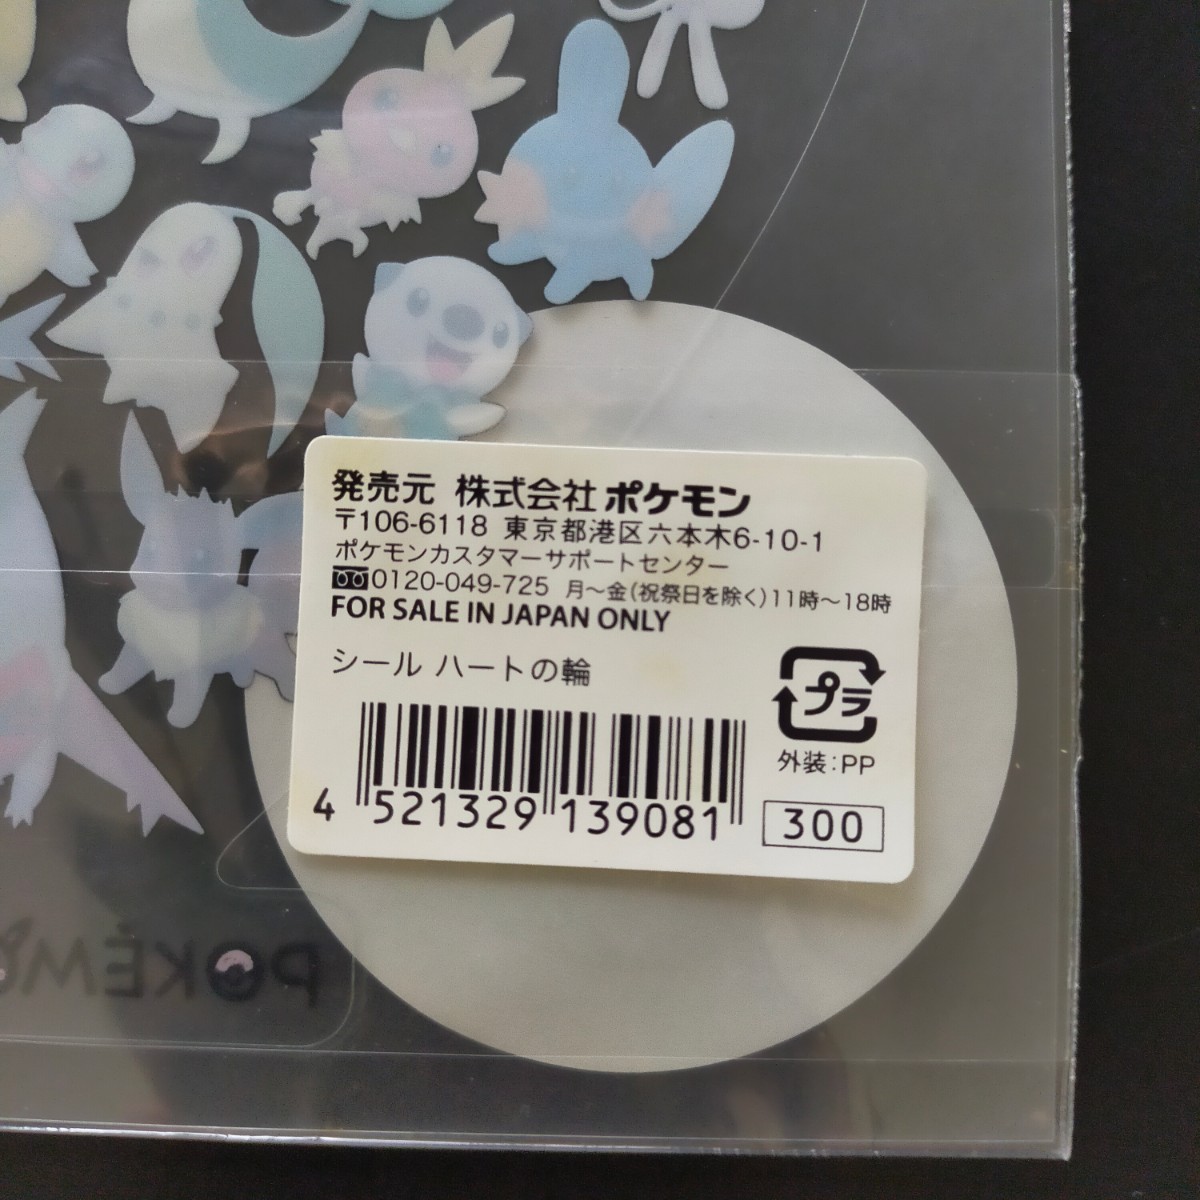 発売元 株式会社ポケモン
〒106-6118 東京都港区六本木6-10-1
ポケモンカスタマーサポートセンター
0120-049-725 月〜金(祝祭日を除く)11時〜18時
FOR SALE IN JAPAN ONLY
シール ハートの輪
プラ
外装:PP
4 521329 139081
300
POKÉMO